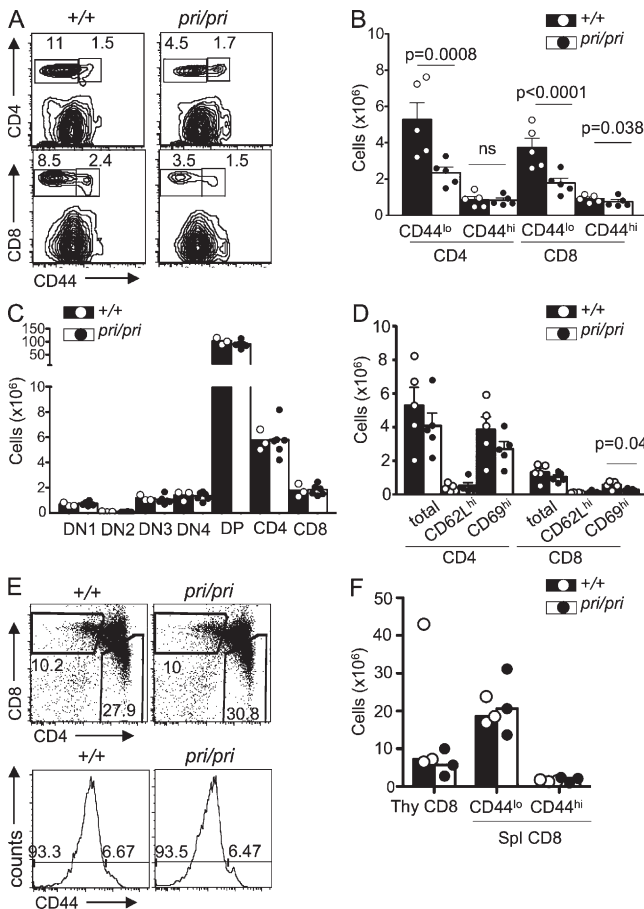 A
+/+
pri/pri
11
1.5
4.5
1.7
CD4
8.5
2.4
3.5
1.5
CD8
CD44
B
+/+
pri/pri
p=0.0008
p<0.0001
p=0.038
ns
Cells (x10⁶)
10
8
6
4
2
0
CD44lo
CD44hi
CD44lo
CD44hi
CD4
CD8
C
+/+
pri/pri
Cells (x10⁶)
150
100
50
10
8
6
4
2
0
DN1
DN2
DN3
DN4
DP
CD4
CD8
D
+/+
pri/pri
p=0.04
Cells (x10⁶)
10
8
6
4
2
0
total
CD62Lhi
CD69hi
total
CD62Lhi
CD69hi
CD4
CD8
E
+/+
pri/pri
10.2
27.9
10
30.8
CD8
CD4
+/+
pri/pri
93.3
6.67
93.5
6.47
counts
CD44
F
+/+
pri/pri
Cells (x10⁶)
50
40
30
20
10
0
Thy CD8
CD44lo
CD44hi
Spl CD8